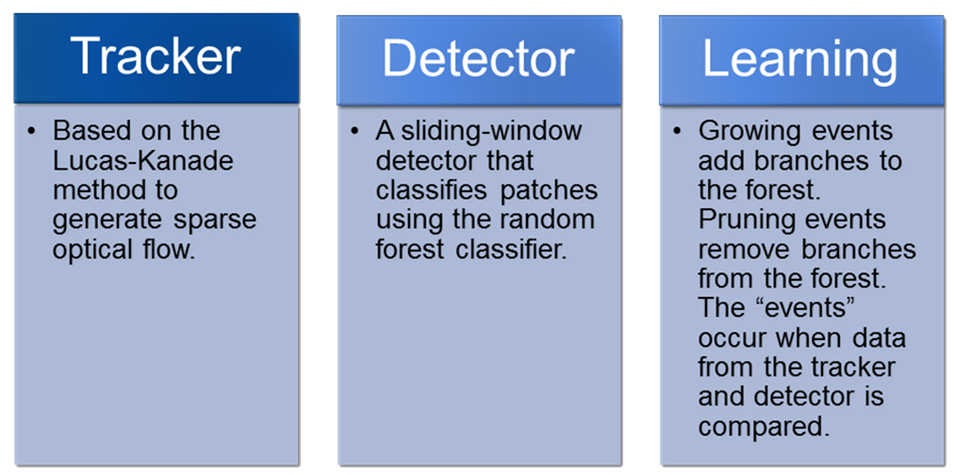 Tracker
• Based on the
Lucas-Kanade
method to
generate sparse
optical flow.
Detector
• A sliding-window
detector that
classifies patches
using the random
forest classifier.
Learning
• Growing events
add branches to
the forest.
Pruning events
remove branches
from the forest.
The “events”
occur when data
from the tracker
and detector is
compared.